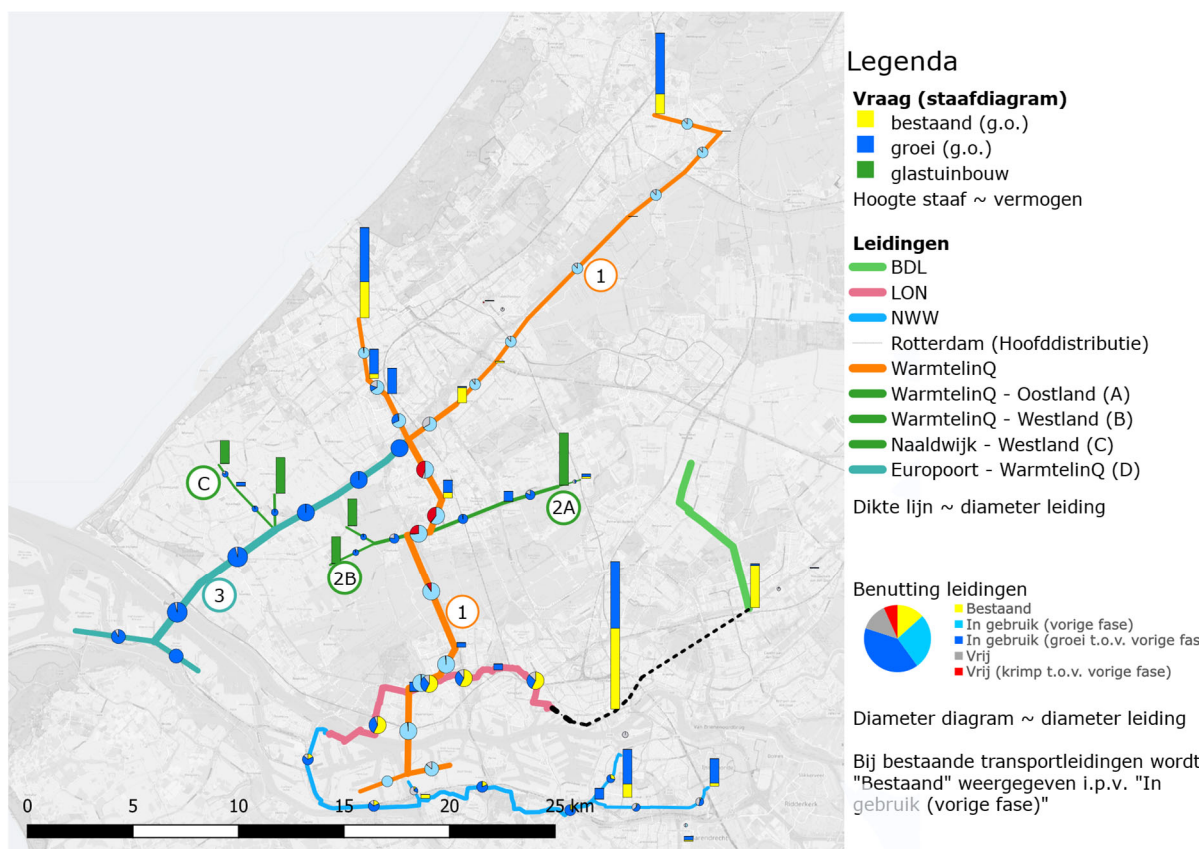 Legenda
Vraag (staafdiagram)
bestaand (g.o.)
groei (g.o.)
glastuinbouw
Hoogte staaf ~ vermogen
Leidingen
BDL
LON
NWW
Rotterdam (Hoofddistributie)
WarmtelinQ
WarmtelinQ - Oostland (A)
WarmtelinQ - Westland (B)
Naaldwijk - Westland (C)
Europoort - WarmtelinQ (D)
Dikte lijn ~ diameter leiding
Benutting leidingen
Bestaand
In gebruik (vorige fase)
In gebruik (groei t.o.v. vorige fas
Vrij
Vrij (krimp t.o.v. vorige fase)
Diameter diagram ~ diameter leiding
Bij bestaande transportleidingen wordt
"Bestaand" weergegeven i.p.v. "In
gebruik (vorige fase)"
1
C
2A
2B
3
1
0 5 10 15 20 25 km